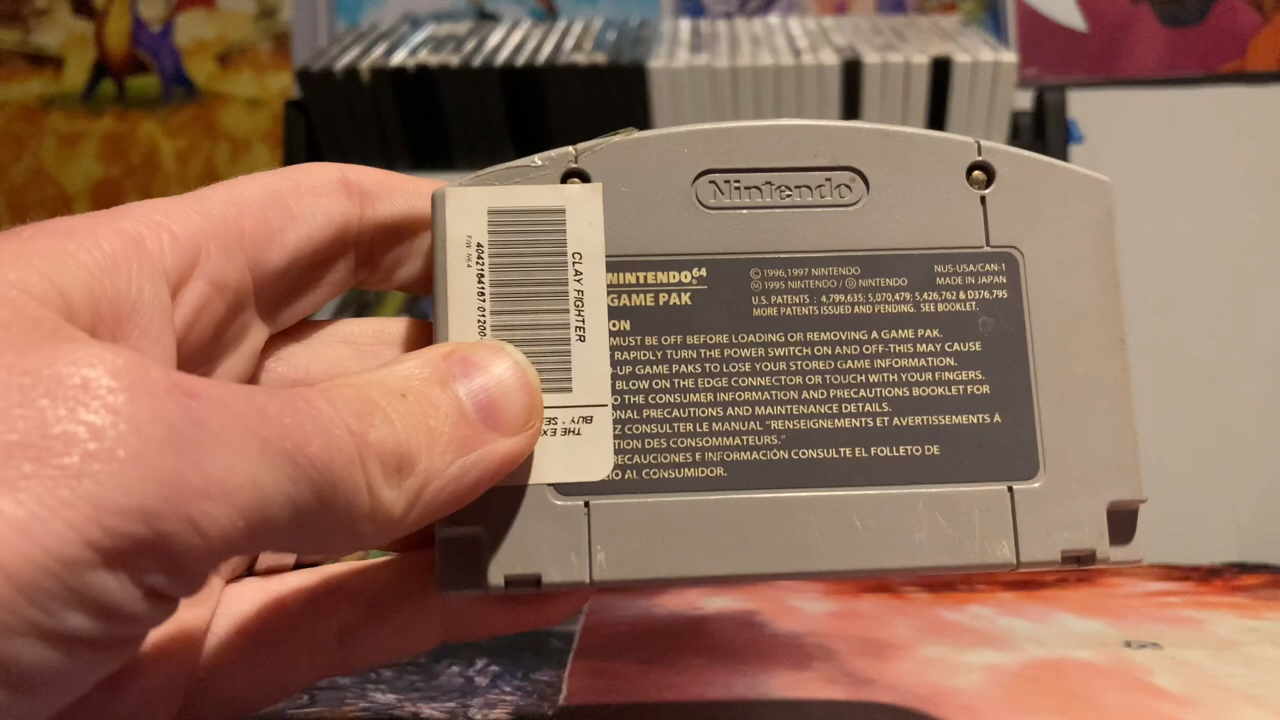 Nintendo®
CLAY FIGHTER
F/W N64
THE EX
BUY · SE
NINTENDO64
GAME PAK
© 1996,1997 NINTENDO
Ⓜ 1995 NINTENDO / Ⓓ NINTENDO
NUS-USA/CAN-1
MADE IN JAPAN
U.S. PATENTS : 4,799,635; 5,070,479; 5,426,762 & D376,795
MORE PATENTS ISSUED AND PENDING. SEE BOOKLET.
ON
MUST BE OFF BEFORE LOADING OR REMOVING A GAME PAK.
RAPIDLY TURN THE POWER SWITCH ON AND OFF-THIS MAY CAUSE
-UP GAME PAKS TO LOSE YOUR STORED GAME INFORMATION.
BLOW ON THE EDGE CONNECTOR OR TOUCH WITH YOUR FINGERS.
O THE CONSUMER INFORMATION AND PRECAUTIONS BOOKLET FOR
ONAL PRECAUTIONS AND MAINTENANCE DETAILS.
Z CONSULTER LE MANUAL "RENSEIGNEMENTS ET AVERTISSEMENTS Á
TION DES CONSOMMATEURS."
RECAUCIONES E INFORMACIÓN CONSULTE EL FOLLETO DE
IO AL CONSUMIDOR.